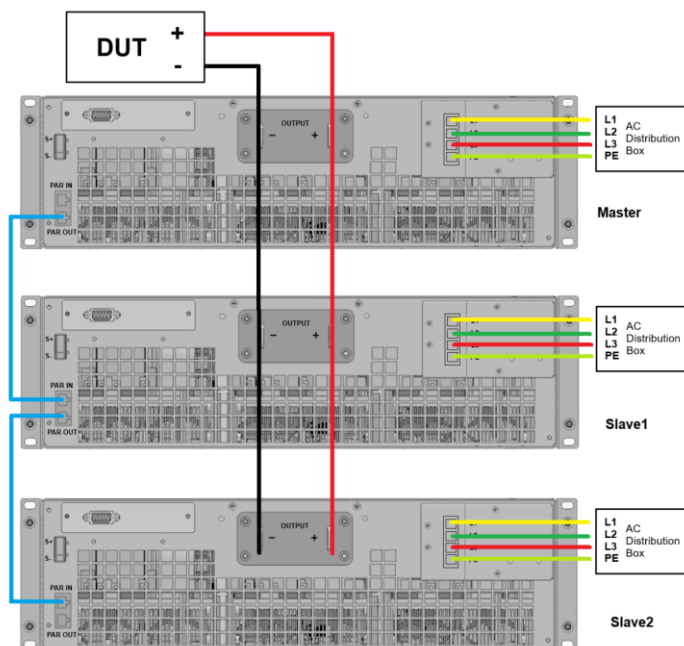 DUT
+
-
OUTPUT
-
+
S+
S-
PAR IN
PAR OUT
L1
L2
L3
PE
AC
Distribution
Box
Master
OUTPUT
-
+
S+
S-
PAR IN
PAR OUT
L1
L2
L3
PE
AC
Distribution
Box
Slave1
OUTPUT
-
+
S+
S-
PAR IN
PAR OUT
L1
L2
L3
PE
AC
Distribution
Box
Slave2